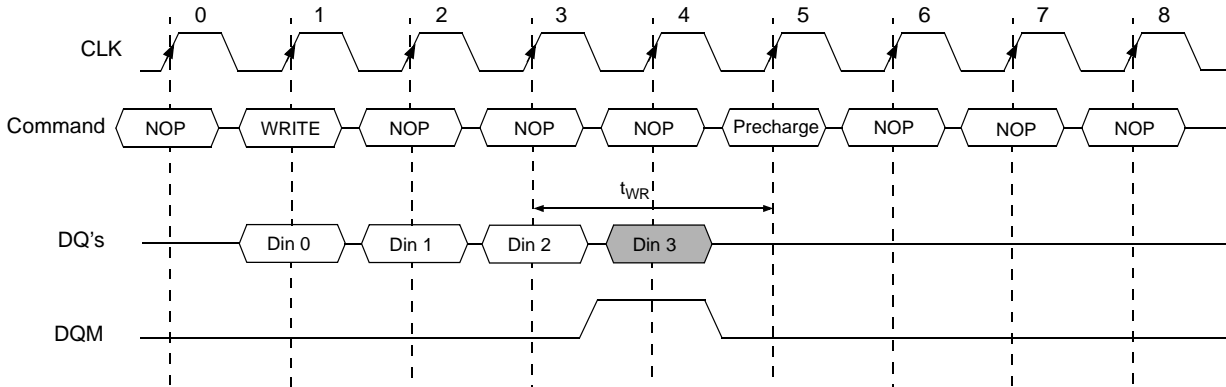 0 1 2 3 4 5 6 7 8
CLK
Command NOP WRITE NOP NOP NOP Precharge NOP NOP NOP
tWR
DQ's Din 0 Din 1 Din 2 Din 3
DQM